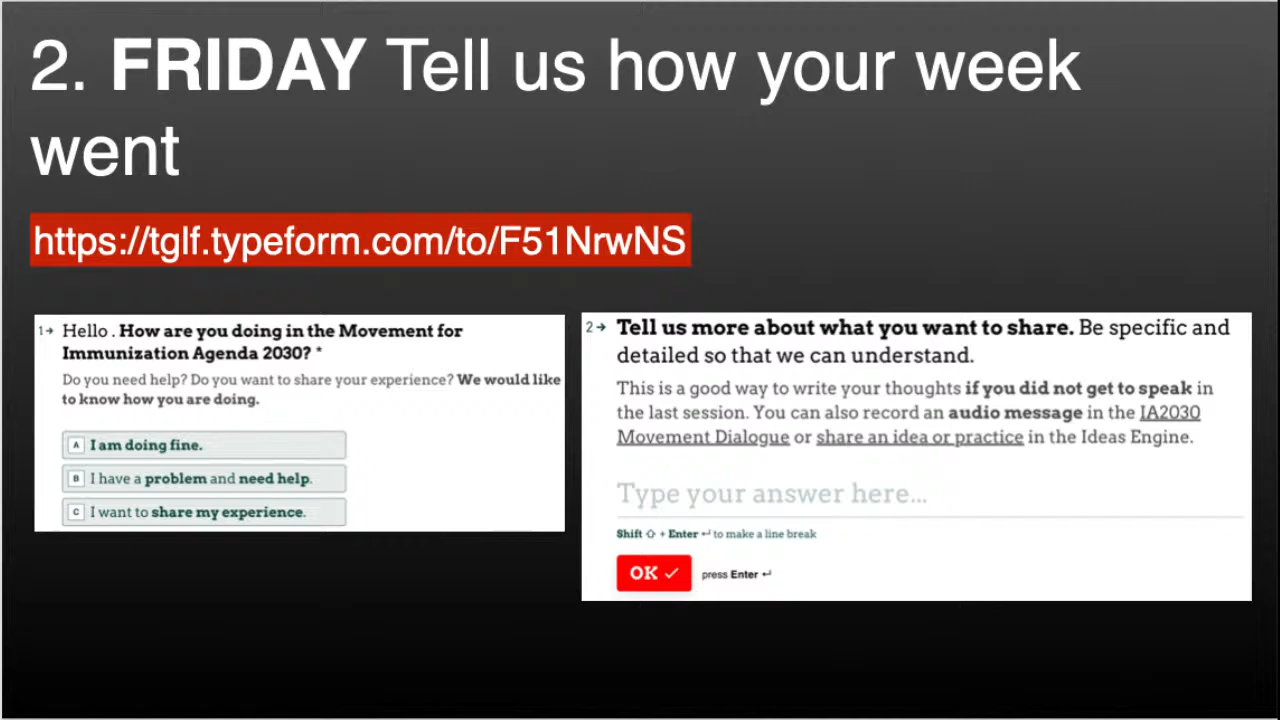 2. FRIDAY Tell us how your week
went
https://tglf.typeform.com/to/F51NrwNS
1→ Hello . How are you doing in the Movement for
Immunization Agenda 2030? *
Do you need help? Do you want to share your experience? We would like
to know how you are doing.
A I am doing fine.
B I have a problem and need help.
C I want to share my experience.
2→ Tell us more about what you want to share. Be specific and
detailed so that we can understand.
This is a good way to write your thoughts if you did not get to speak in
the last session. You can also record an audio message in the IA2030
Movement Dialogue or share an idea or practice in the Ideas Engine.
Type your answer here...
Shift ⇧ + Enter ↵ to make a line break
OK ✓ press Enter ↵